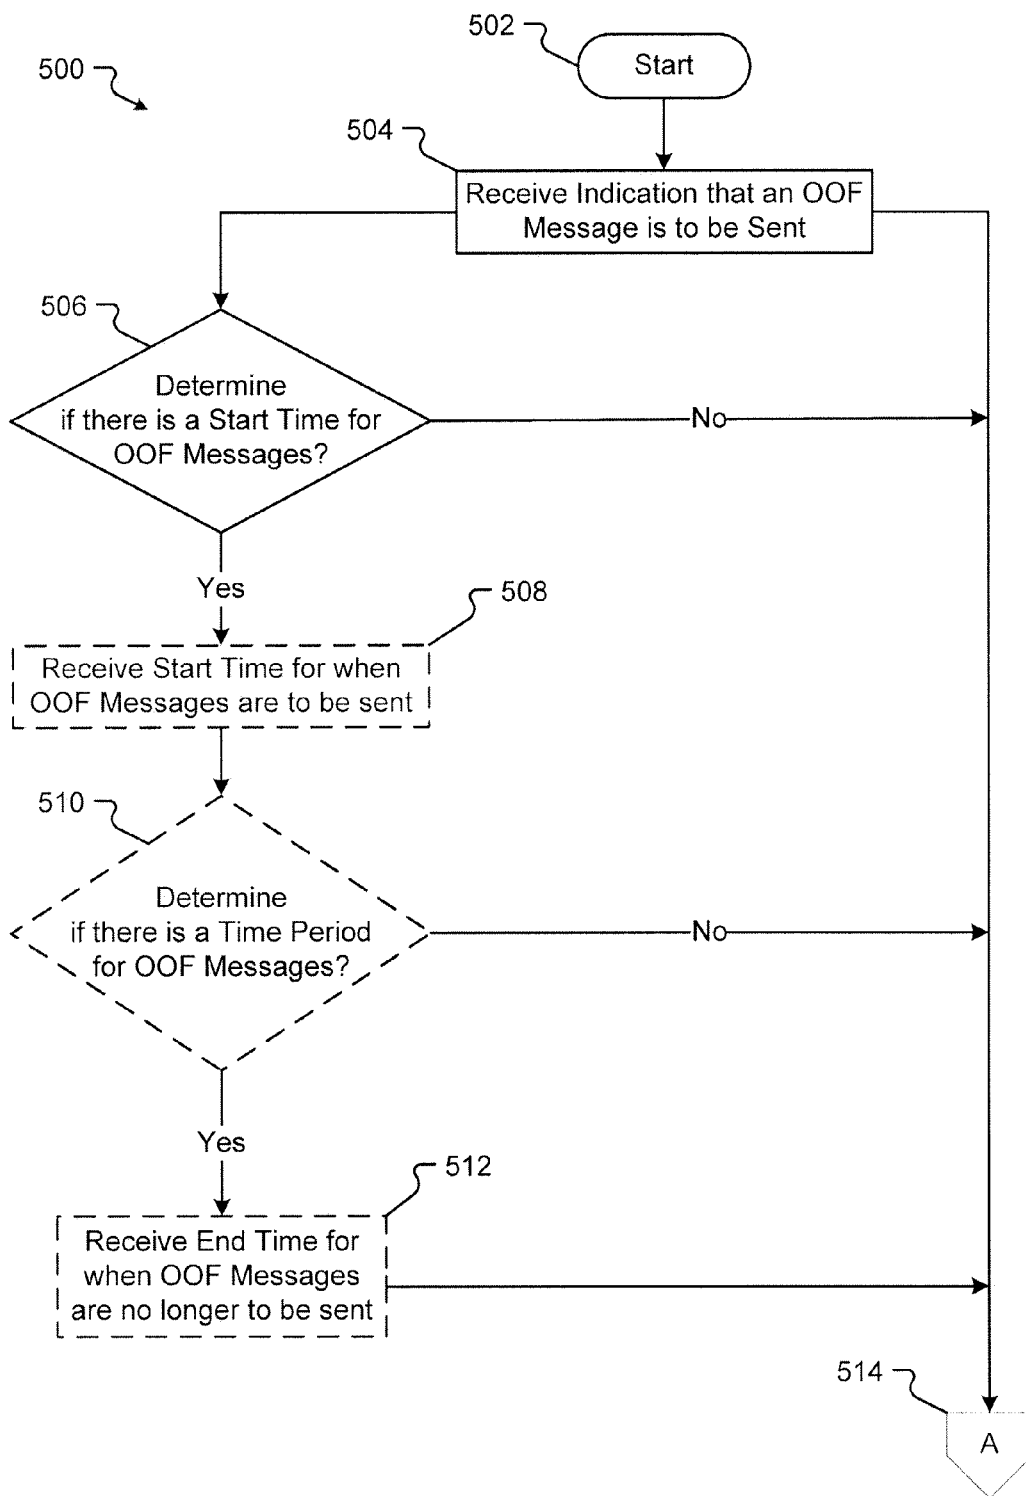 502
Start
500
504
Receive Indication that an OOF
Message is to be Sent
506
Determine
if there is a Start Time for
OOF Messages?
No
Yes
508
Receive Start Time for when
OOF Messages are to be sent
510
Determine
if there is a Time Period
for OOF Messages?
No
Yes
512
Receive End Time for
when OOF Messages
are no longer to be sent
514
A